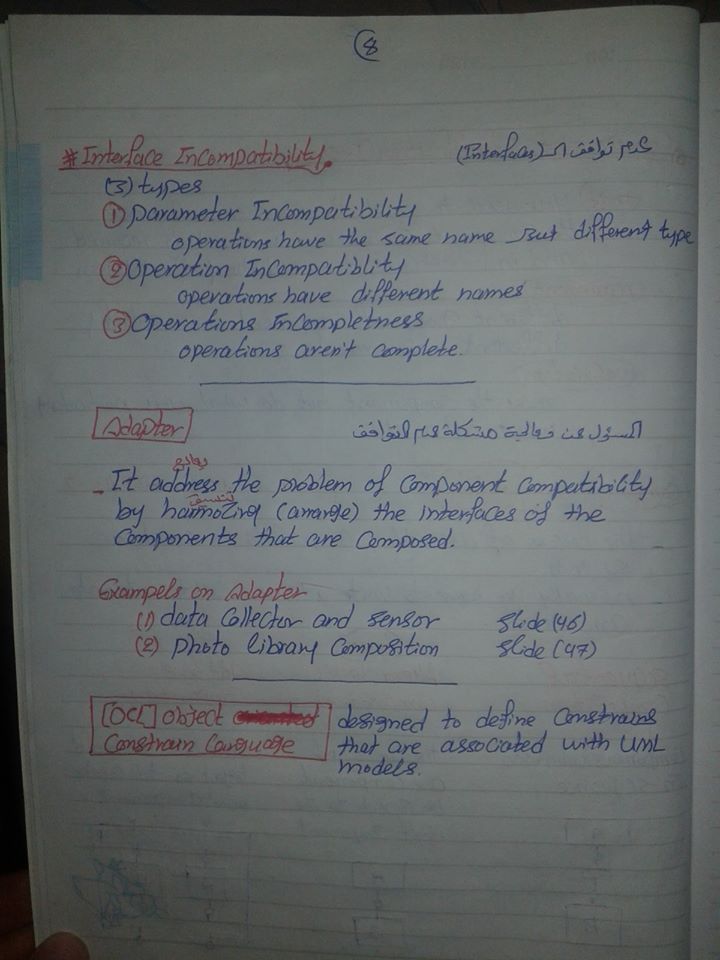 8
# Interface InCompatibility. عدم توافق الـ (Interfaces)
(3) types
① parameter InCompatibility
operations have the same name But different type
② Operation InCompatiblity
operations have different names
③ Operations InCompletness
operations aren't Complete.
Adapter المسؤل عن معالجة مشكلة عدم التوافق
يعالج
- It address the problem of Component Compatibility
لتنسيق
by harmozing (arrange) the interfaces of the
Components that are Composed.
Exampels on Adapter
(1) data Collector and sensor slide (46)
(2) photo library Composition slide (47)
[OCL] Object oriented designed to define Constrains
Constrain Language that are associated with UML
models.